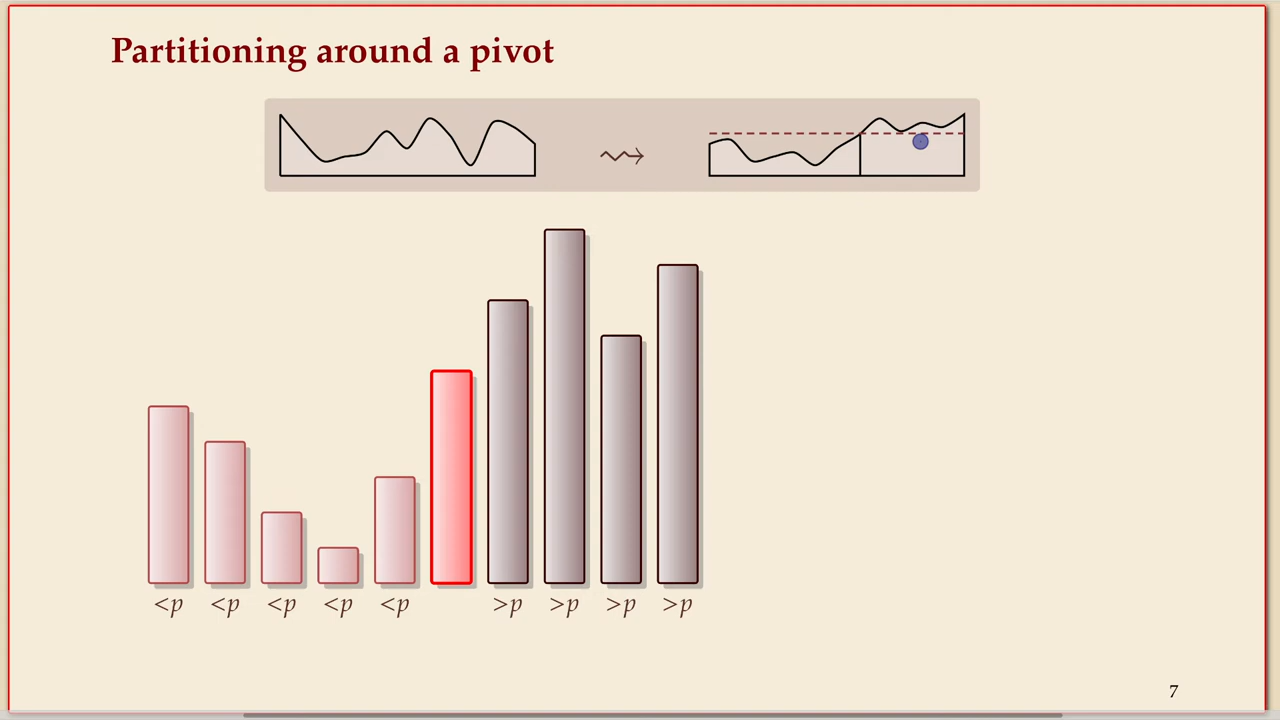 Partitioning around a pivot
<p <p <p <p <p >p >p >p >p
7